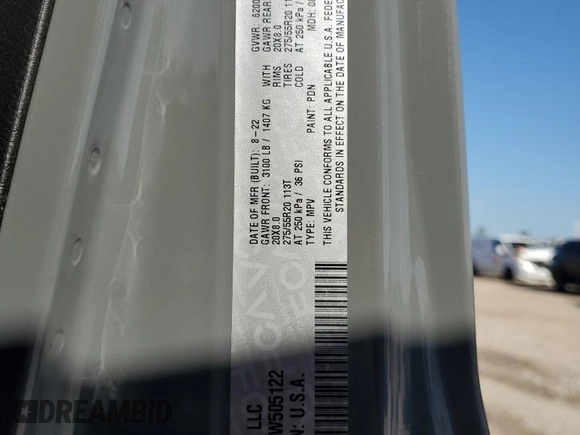 LLC
DATE OF MFR (BUILT): 8-22
GVWR: 6200
GAWR FRONT: 3100 LB / 1407 KG WITH
GAWR REAR
20X8.0 RIMS
20X8.0
275/55R20 113T TIRES
275/55R20 113T
AT 250 kPa / 36 PSI COLD
AT 250 kPa /
W505122
TYPE: MPV PAINT: PDN MDH: 00
N: U.S.A.
THIS VEHICLE CONFORMS TO ALL APPLICABLE U.S.A. FEDE
STANDARDS IN EFFECT ON THE DATE OF MANUFAC
DREAMBID